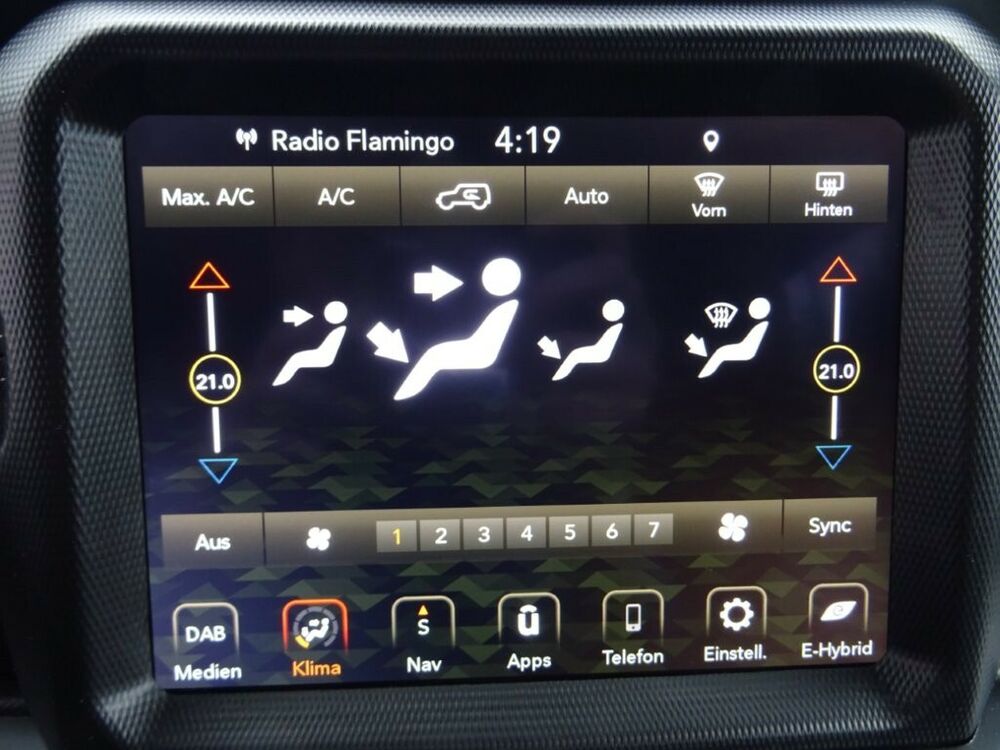 Radio Flamingo 4:19
Max. A/C A/C Auto Vorn Hinten
21.0 21.0
Aus 1 2 3 4 5 6 7 Sync
DAB S
Medien Klima Nav Apps Telefon Einstell. E-Hybrid